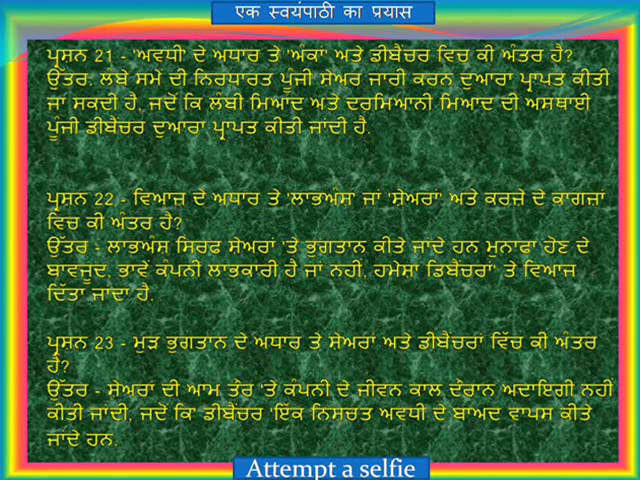 एक स्वयंपाठी का प्रयास
ਪ੍ਰਸ਼ਨ 21 - 'ਅਵਧੀ' ਦੇ ਅਧਾਰ ਤੇ 'ਅੰਕਾਂ' ਅਤੇ ਡੀਬੈਂਚਰ ਵਿਚ ਕੀ ਅੰਤਰ ਹੈ?
ਉੱਤਰ. ਲਬੇ ਸਮੇਂ ਦੀ ਨਿਰਧਾਰਤ ਪੂੰਜੀ ਸ਼ੇਅਰ ਜਾਰੀ ਕਰਨ ਦੁਆਰਾ ਪ੍ਰਾਪਤ ਕੀਤੀ
ਜਾ ਸਕਦੀ ਹੈ, ਜਦੋਂ ਕਿ ਲੰਬੀ ਮਿਆਦ ਅਤੇ ਦਰਮਿਆਨੀ ਮਿਆਦ ਦੀ ਅਸਥਾਈ
ਪੂੰਜੀ ਡੀਬੈਂਚਰ ਦੁਆਰਾ ਪ੍ਰਾਪਤ ਕੀਤੀ ਜਾਂਦੀ ਹੈ.
ਪ੍ਰਸ਼ਨ 22 - ਵਿਆਜ਼ ਦੇ ਅਧਾਰ ਤੇ 'ਲਾਭਅੰਸ਼' ਜਾਂ 'ਸ਼ੇਅਰਾਂ' ਅਤੇ ਕਰਜ਼ੇ ਦੇ ਕਾਗਜ਼ਾਂ
ਵਿਚ ਕੀ ਅੰਤਰ ਹੈ?
ਉੱਤਰ - ਲਾਭਅੰਸ਼ ਸਿਰਫ ਸ਼ੇਅਰਾਂ 'ਤੇ ਭੁਗਤਾਨ ਕੀਤੇ ਜਾਂਦੇ ਹਨ ਮੁਨਾਫਾ ਹੋਣ ਦੇ
ਬਾਵਜੂਦ, ਭਾਵੇਂ ਕੰਪਨੀ ਲਾਭਕਾਰੀ ਹੈ ਜਾਂ ਨਹੀਂ, ਹਮੇਸ਼ਾ ਡਿਬੈਂਚਰਾਂ' ਤੇ ਵਿਆਜ
ਦਿੱਤਾ ਜਾਂਦਾ ਹੈ.
ਪ੍ਰਸ਼ਨ 23 - ਮੁੜ ਭੁਗਤਾਨ ਦੇ ਅਧਾਰ ਤੇ ਸ਼ੇਅਰਾਂ ਅਤੇ ਡੀਬੈਂਚਰਾਂ ਵਿੱਚ ਕੀ ਅੰਤਰ
ਹੈ?
ਉੱਤਰ - ਸ਼ੇਅਰਾਂ ਦੀ ਆਮ ਤੌਰ 'ਤੇ ਕੰਪਨੀ ਦੇ ਜੀਵਨ ਕਾਲ ਦੌਰਾਨ ਅਦਾਇਗੀ ਨਹੀਂ
ਕੀਤੀ ਜਾਂਦੀ, ਜਦੋਂ ਕਿ' ਡੀਬੈਂਚਰ 'ਇੱਕ ਨਿਸਚਤ ਅਵਧੀ ਦੇ ਬਾਅਦ ਵਾਪਸ ਕੀਤੇ
ਜਾਂਦੇ ਹਨ.
Attempt a selfie